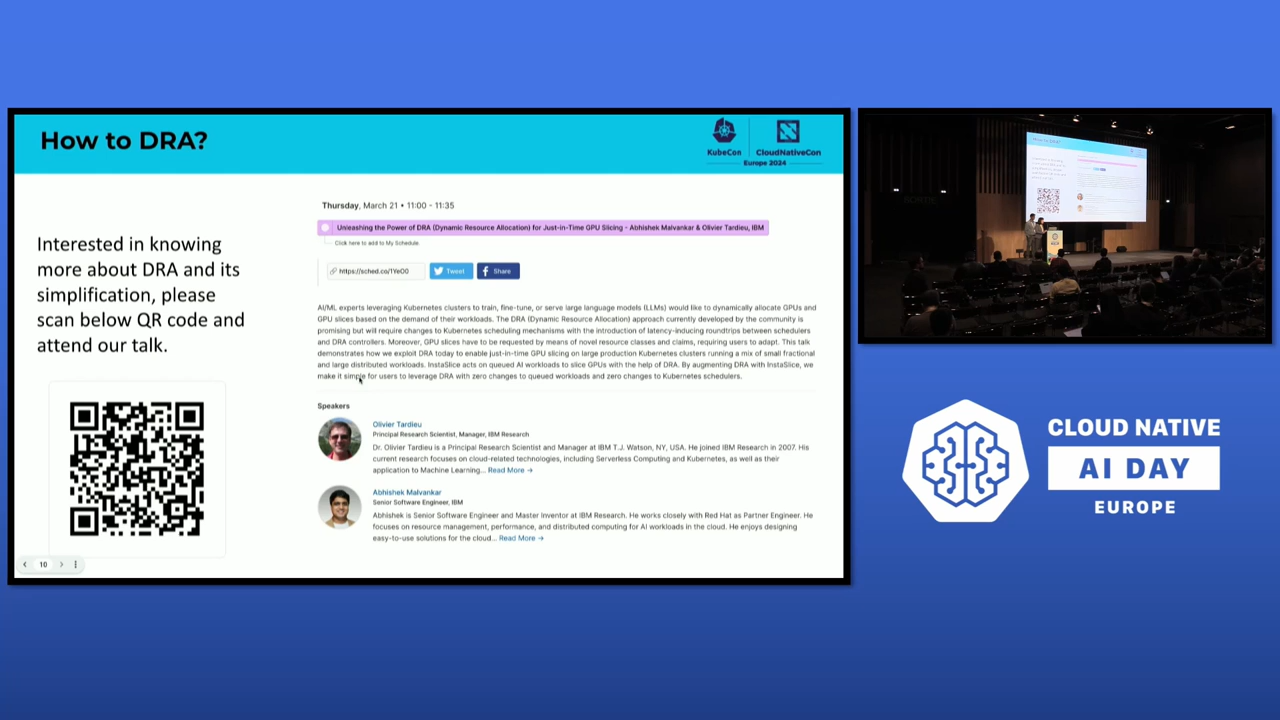 How to DRA?
KubeCon
CloudNativeCon
Europe 2024
Interested in knowing
more about DRA and its
simplification, please
scan below QR code and
attend our talk.
10
Thursday, March 21 • 11:00 - 11:35
Unleashing the Power of DRA (Dynamic Resource Allocation) for Just-in-Time GPU Slicing - Abhishek Malvankar & Olivier Tardieu, IBM
Click here to add to My Schedule.
https://sched.co/1YeO0
Tweet
Share
AI/ML experts leveraging Kubernetes clusters to train, fine-tune, or serve large language models (LLMs) would like to dynamically allocate GPUs and
GPU slices based on the demand of their workloads. The DRA (Dynamic Resource Allocation) approach currently developed by the community is
promising but will require changes to Kubernetes scheduling mechanisms with the introduction of latency-inducing roundtrips between schedulers
and DRA controllers. Moreover, GPU slices have to be requested by means of novel resource classes and claims, requiring users to adapt. This talk
demonstrates how we exploit DRA today to enable just-in-time GPU slicing on large production Kubernetes clusters running a mix of small fractional
and large distributed workloads. InstaSlice acts on queued AI workloads to slice GPUs with the help of DRA. By augmenting DRA with InstaSlice, we
make it simple for users to leverage DRA with zero changes to queued workloads and zero changes to Kubernetes schedulers.
Speakers
Olivier Tardieu
Principal Research Scientist, Manager, IBM Research
Dr. Olivier Tardieu is a Principal Research Scientist and Manager at IBM T.J. Watson, NY, USA. He joined IBM Research in 2007. His
current research focuses on cloud-related technologies, including Serverless Computing and Kubernetes, as well as their
application to Machine Learning... Read More →
Abhishek Malvankar
Senior Software Engineer, IBM
Abhishek is Senior Software Engineer and Master Inventor at IBM Research. He works closely with Red Hat as Partner Engineer. He
focuses on resource management, performance, and distributed computing for AI workloads in the cloud. He enjoys designing
easy-to-use solutions for the cloud... Read More →
How to DRA?
CLOUD NATIVE
AI DAY
EUROPE